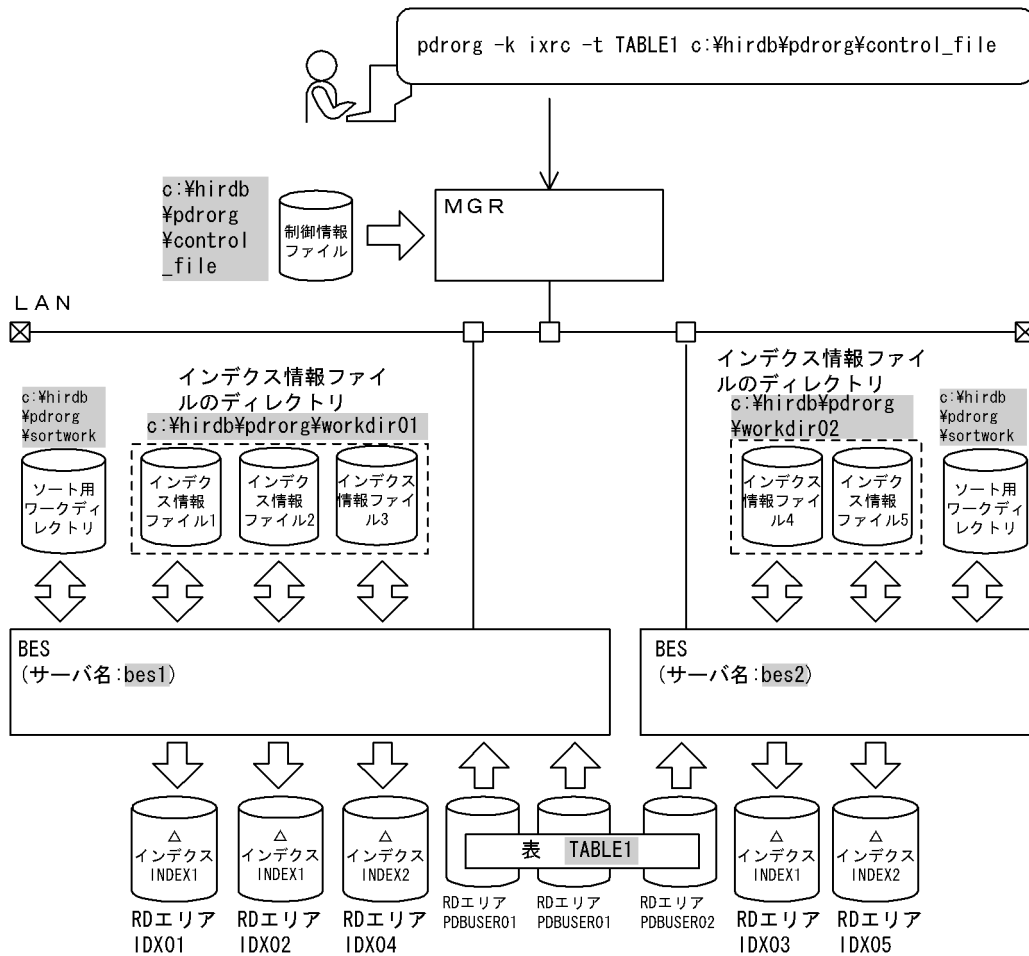 pdrorg -k ixrc -t TABLE1 c:¥hirdb¥pdrorg¥control_file
c:¥hirdb
¥pdrorg
¥control
_file
制御情報
ファイル
ＭＧＲ
ＬＡＮ
c:¥hirdb
¥pdrorg
¥sortwork
インデクス情報ファイ
ルのディレクトリ
c:¥hirdb¥pdrorg¥workdir01
インデクス情報ファイ
ルのディレクトリ
c:¥hirdb¥pdrorg
¥workdir02
c:¥hirdb
¥pdrorg
¥sortwork
ソート用
ワークディ
レクトリ
インデク
ス情報
ファイル1
インデク
ス情報
ファイル2
インデクス
情報ファイ
ル3
インデクス
情報ファイ
ル4
インデク
ス情報
ファイル5
ソート用
ワークディ
レクトリ
BES
(サーバ名:bes1)
BES
(サーバ名:bes2)
△
インデクス
INDEX1
△
インデクス
INDEX1
△
インデクス
INDEX2
表 TABLE1
△
インデクス
INDEX1
△
インデクス
INDEX2
RDエリア
IDX01
RDエリア
IDX02
RDエリア
IDX04
RDエリア
PDBUSER01
RDエリア
PDBUSER01
RDエリア
PDBUSER02
RDエリア
IDX03
RDエリア
IDX05